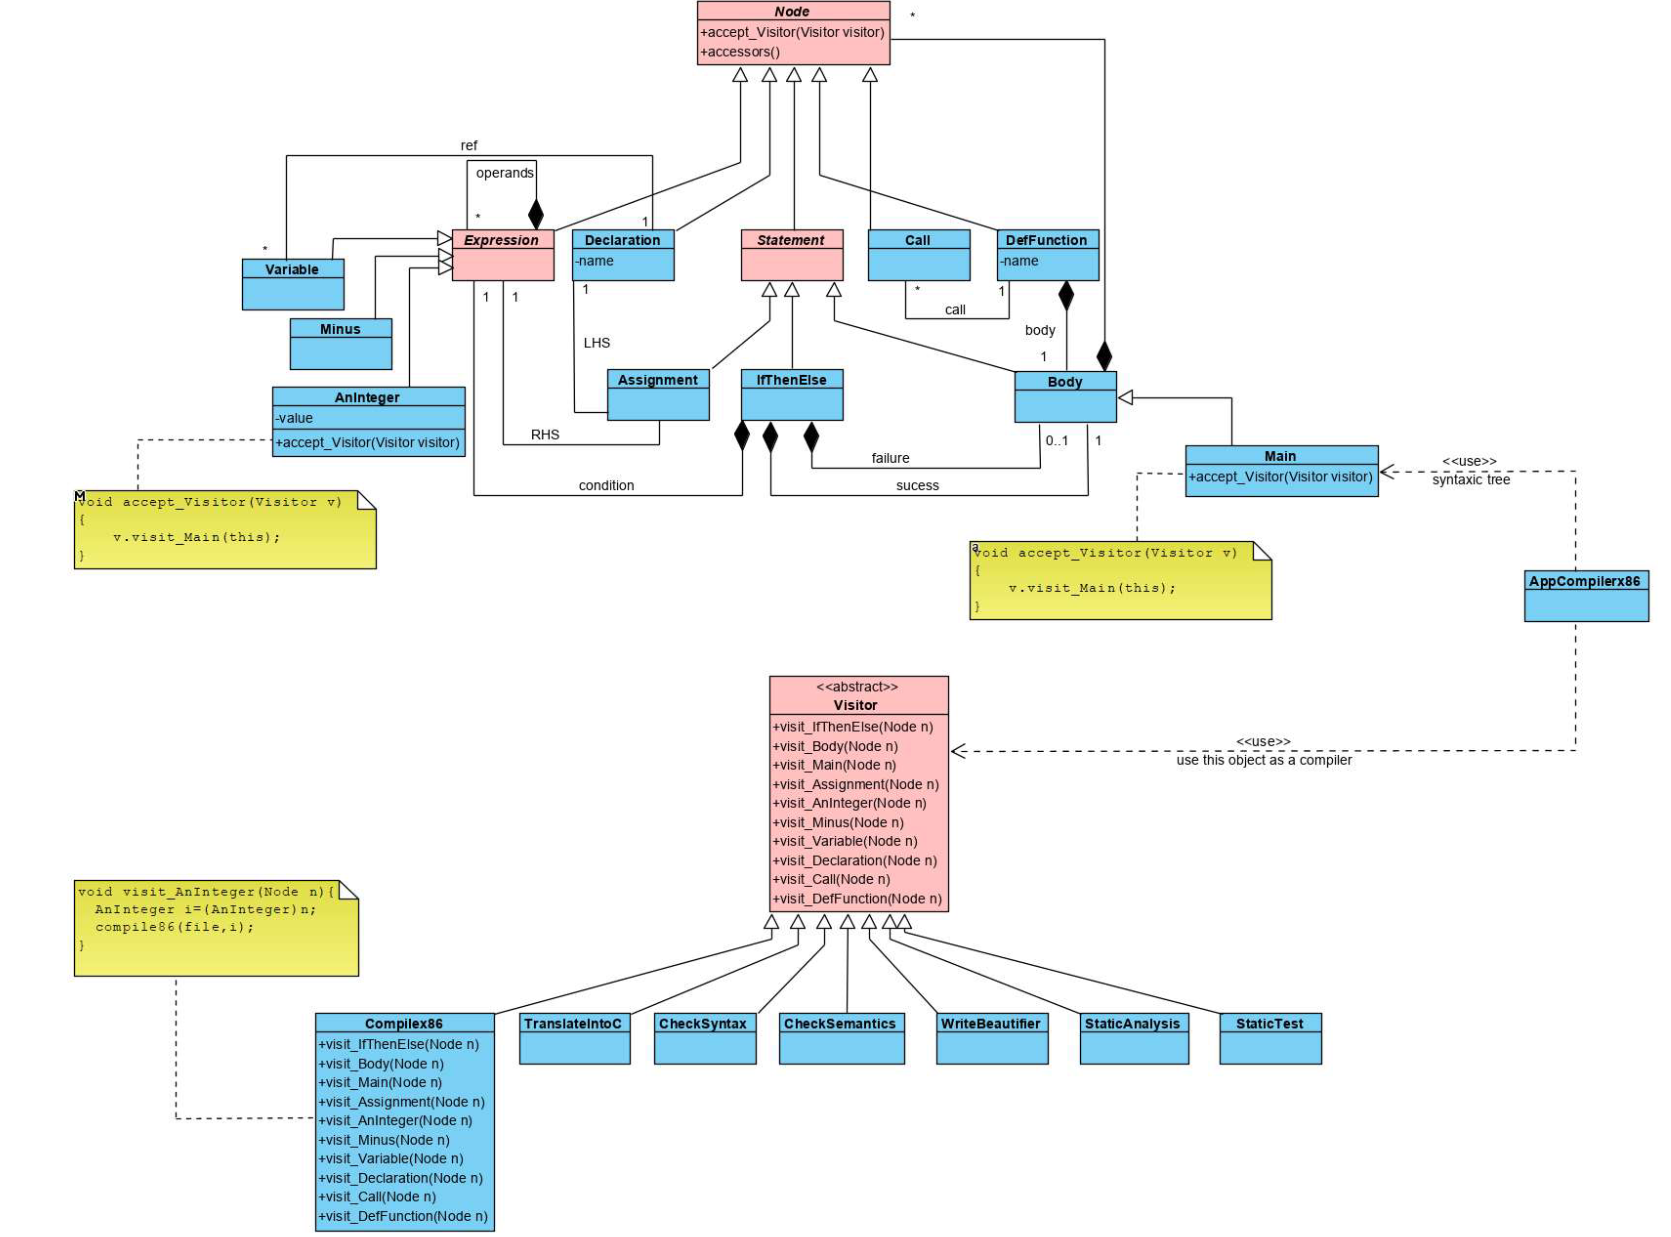 Node
*
+accept_Visitor(Visitor visitor)
+accessors()
ref
operands
*
1
*
Expression
Declaration
-name
Statement
Call
DefFunction
-name
Variable
1
1
1
*
1
call
body
1
Minus
LHS
Assignment
IfThenElse
Body
AnInteger
-value
+accept_Visitor(Visitor visitor)
RHS
0..1
1
failure
condition
sucess
Main
+accept_Visitor(Visitor visitor)
<<use>>
syntaxic tree
M
void accept_Visitor(Visitor v)
{
v.visit_Main(this);
}
a
void accept_Visitor(Visitor v)
{
v.visit_Main(this);
}
AppCompilerx86
<<abstract>>
Visitor
+visit_IfThenElse(Node n)
+visit_Body(Node n)
+visit_Main(Node n)
+visit_Assignment(Node n)
+visit_AnInteger(Node n)
+visit_Minus(Node n)
+visit_Variable(Node n)
+visit_Declaration(Node n)
+visit_Call(Node n)
+visit_DefFunction(Node n)
<<use>>
use this object as a compiler
void visit_AnInteger(Node n){
AnInteger i=(AnInteger)n;
compile86(file,i);
}
Compilex86
+visit_IfThenElse(Node n)
+visit_Body(Node n)
+visit_Main(Node n)
+visit_Assignment(Node n)
+visit_AnInteger(Node n)
+visit_Minus(Node n)
+visit_Variable(Node n)
+visit_Declaration(Node n)
+visit_Call(Node n)
+visit_DefFunction(Node n)
TranslateIntoC
CheckSyntax
CheckSemantics
WriteBeautifier
StaticAnalysis
StaticTest